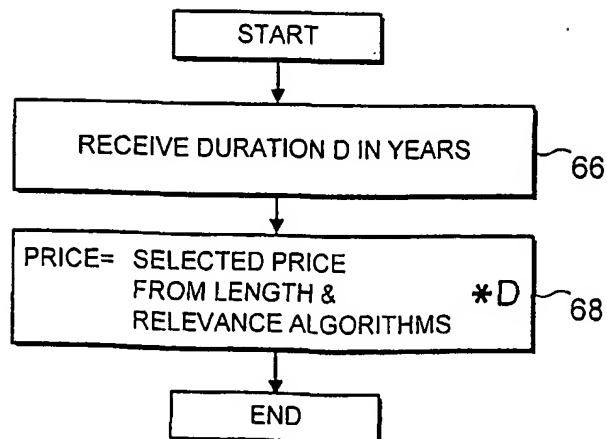 START
RECEIVE DURATION D IN YEARS
66
PRICE= SELECTED PRICE
FROM LENGTH & *D
RELEVANCE ALGORITHMS
68
END